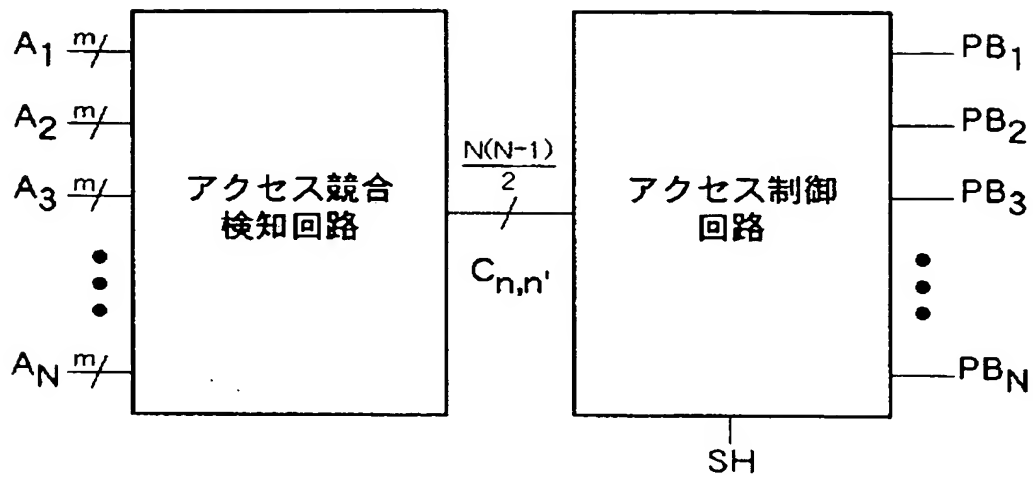 A1 m
A2 m
A3 m
AN m
アクセス競合
検知回路
N(N-1)
2
Cn,n'
アクセス制御
回路
PB1
PB2
PB3
PBN
SH